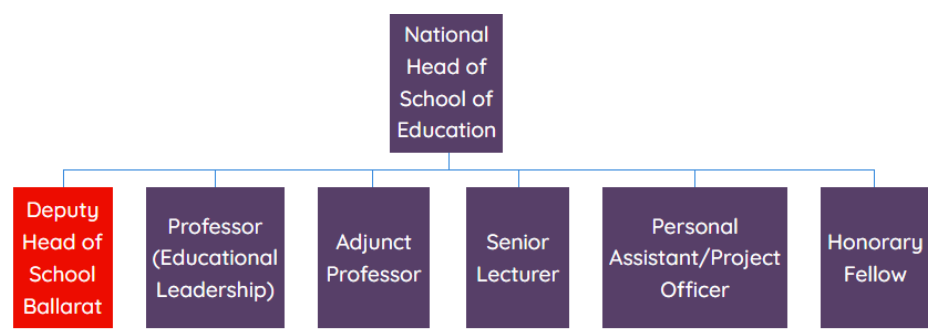 National
Head of
School of
Education
Deputy
Head of
School
Ballarat
Professor
(Educational
Leadership)
Adjunct
Professor
Senior
Lecturer
Personal
Assistant/Project
Officer
Honorary
Fellow